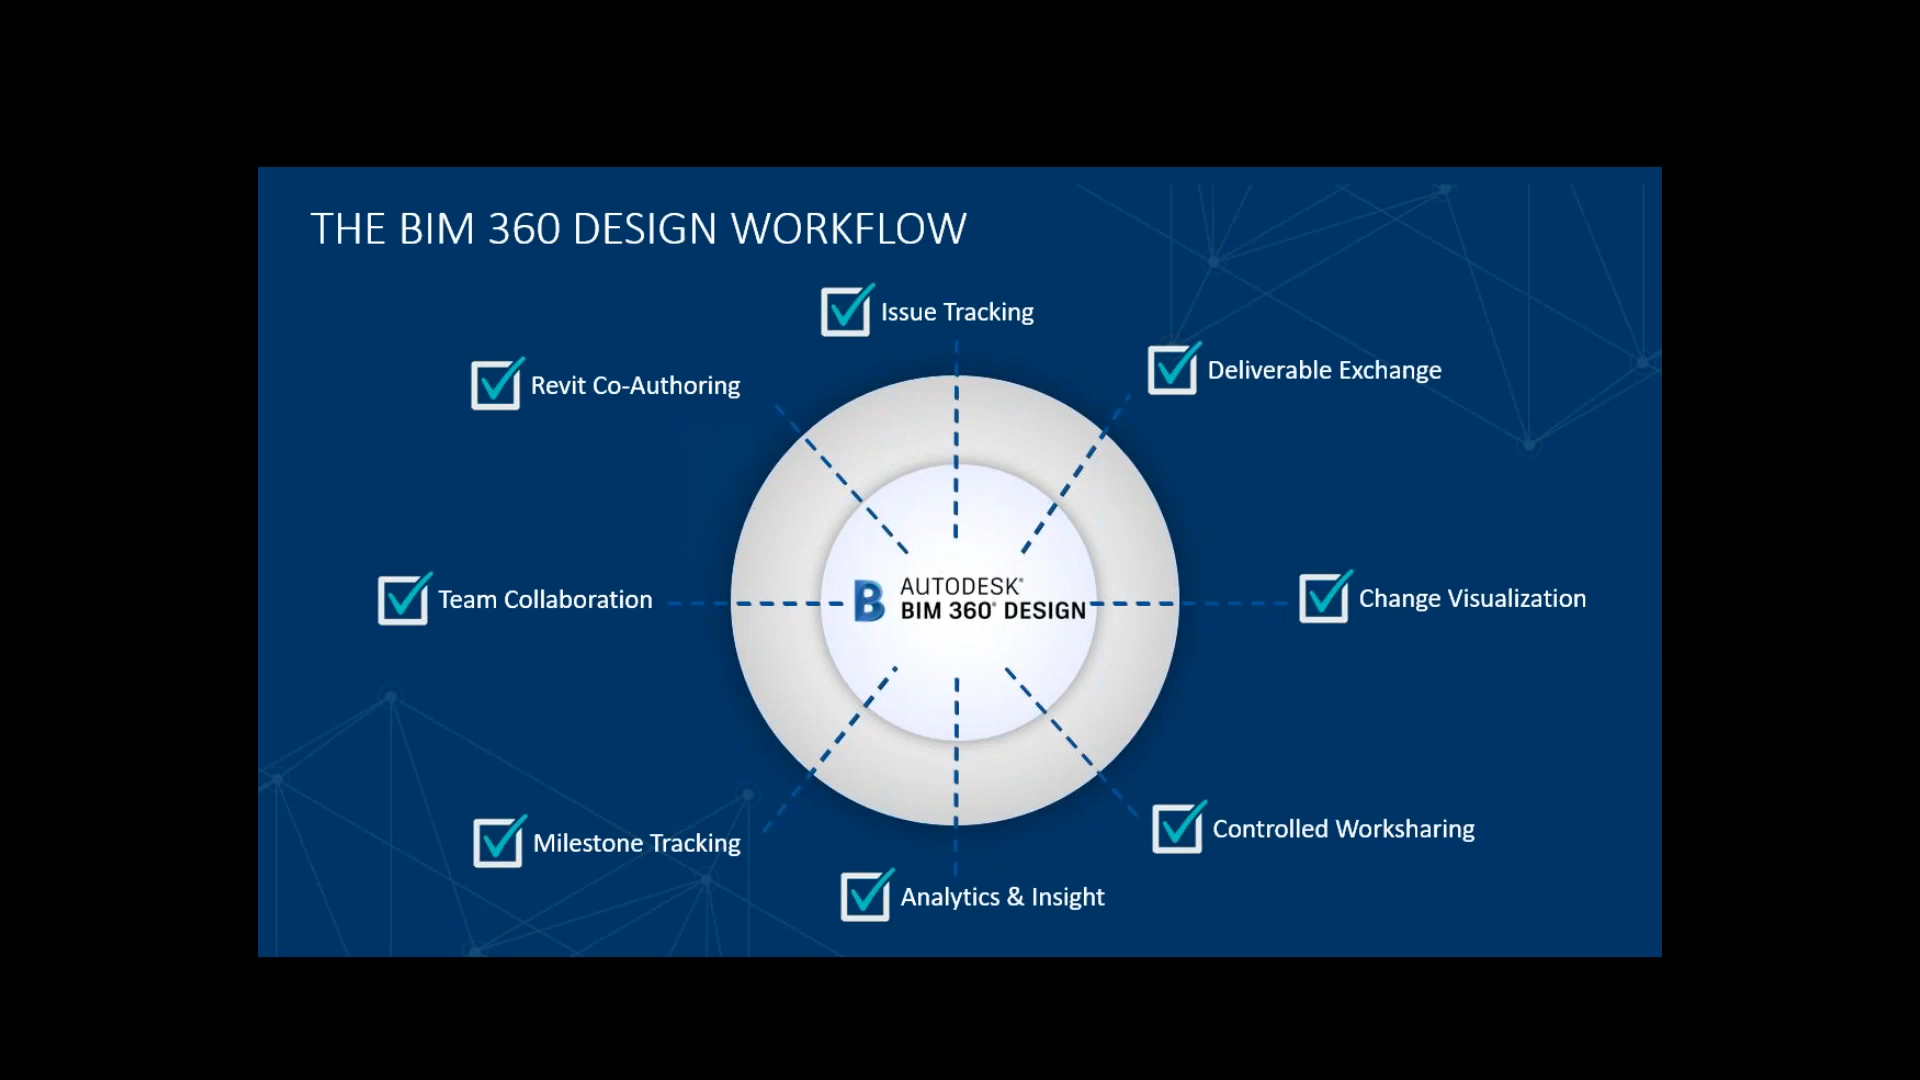 THE BIM 360 DESIGN WORKFLOW
Issue Tracking
Deliverable Exchange
Revit Co-Authoring
Team Collaboration
AUTODESK®
BIM 360® DESIGN
Change Visualization
Milestone Tracking
Controlled Worksharing
Analytics & Insight